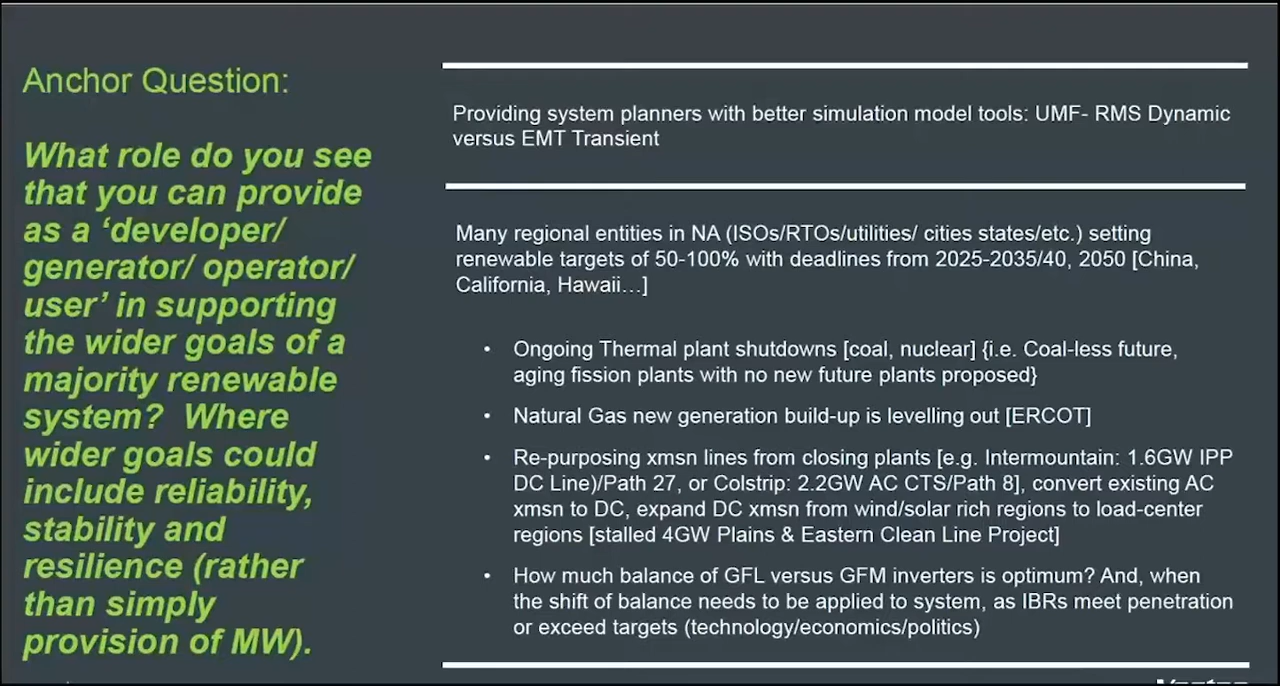 Anchor Question:
What role do you see
that you can provide
as a ‘developer/
generator/ operator/
user’ in supporting
the wider goals of a
majority renewable
system?  Where
wider goals could
include reliability,
stability and
resilience (rather
than simply
provision of MW).
Providing system planners with better simulation model tools: UMF- RMS Dynamic
versus EMT Transient
Many regional entities in NA (ISOs/RTOs/utilities/ cities states/etc.) setting
renewable targets of 50-100% with deadlines from 2025-2035/40, 2050 [China,
California, Hawaii…]
• Ongoing Thermal plant shutdowns [coal, nuclear] {i.e. Coal-less future,
aging fission plants with no new future plants proposed}
• Natural Gas new generation build-up is levelling out [ERCOT]
• Re-purposing xmsn lines from closing plants [e.g. Intermountain: 1.6GW IPP
DC Line)/Path 27, or Colstrip: 2.2GW AC CTS/Path 8], convert existing AC
xmsn to DC, expand DC xmsn from wind/solar rich regions to load-center
regions [stalled 4GW Plains & Eastern Clean Line Project]
• How much balance of GFL versus GFM inverters is optimum? And, when
the shift of balance needs to be applied to system, as IBRs meet penetration
or exceed targets (technology/economics/politics)